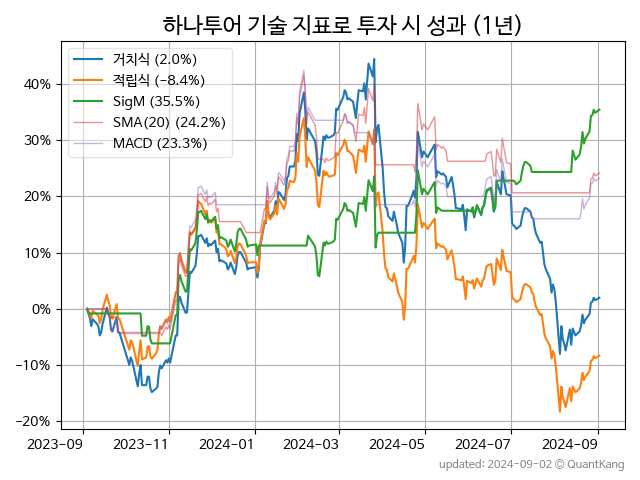 하나투어 기술 지표로 투자 시 성과 (1년)
거치식 (2.0%)
적립식 (−8.4%)
SigM (35.5%)
SMA(20) (24.2%)
MACD (23.3%)
40%
30%
20%
10%
0%
−10%
−20%
2023-09 2023-11 2024-01 2024-03 2024-05 2024-07 2024-09
updated: 2024-09-02 © QuantKang